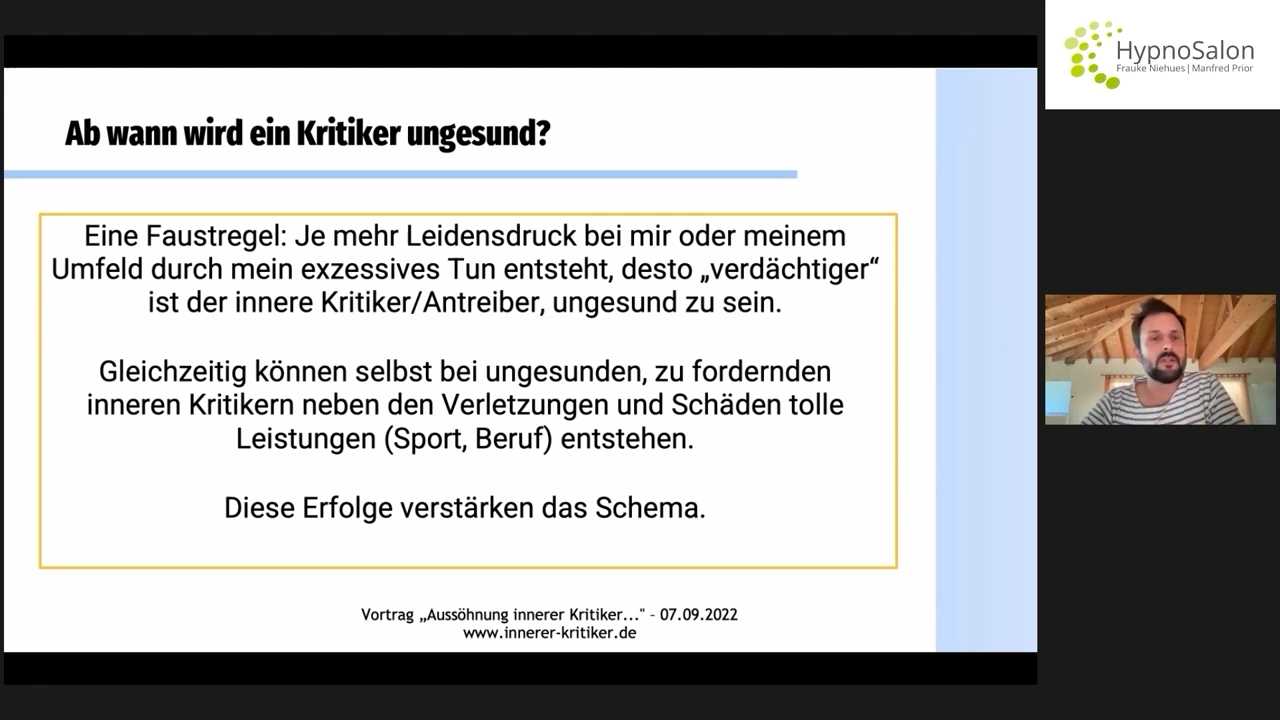 Ab wann wird ein Kritiker ungesund?
Eine Faustregel: Je mehr Leidensdruck bei mir oder meinem
Umfeld durch mein exzessives Tun entsteht, desto „verdächtiger“
ist der innere Kritiker/Antreiber, ungesund zu sein.
Gleichzeitig können selbst bei ungesunden, zu fordernden
inneren Kritikern neben den Verletzungen und Schäden tolle
Leistungen (Sport, Beruf) entstehen.
Diese Erfolge verstärken das Schema.
Vortrag „Aussöhnung innerer Kritiker..." - 07.09.2022
www.innerer-kritiker.de
HypnoSalon
Frauke Niehues | Manfred Prior